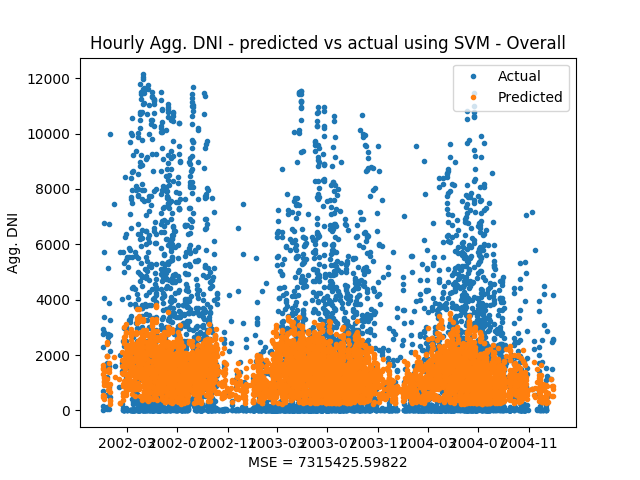 Hourly Agg. DNI - predicted vs actual using SVM - Overall
Actual
Predicted
12000
10000
8000
6000
4000
2000
0
Agg. DNI
2002-03 2002-07 2002-11 2003-03 2003-07 2003-11 2004-03 2004-07 2004-11
MSE = 7315425.59822